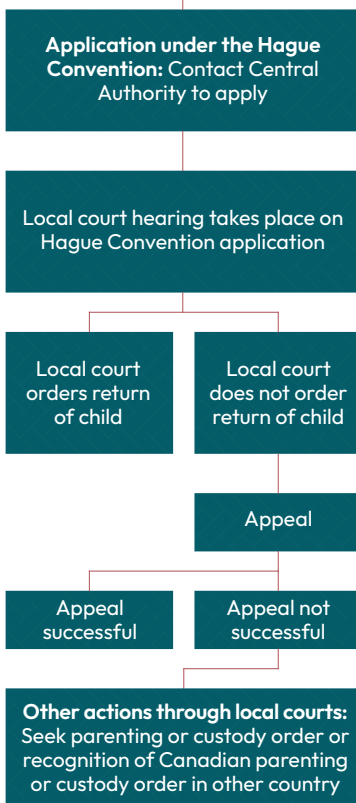 Application under the Hague
Convention: Contact Central
Authority to apply
Local court hearing takes place on
Hague Convention application
Local court
orders return
of child
Local court
does not order
return of child
Appeal
Appeal
successful
Appeal not
successful
Other actions through local courts:
Seek parenting or custody order or
recognition of Canadian parenting
or custody order in other country